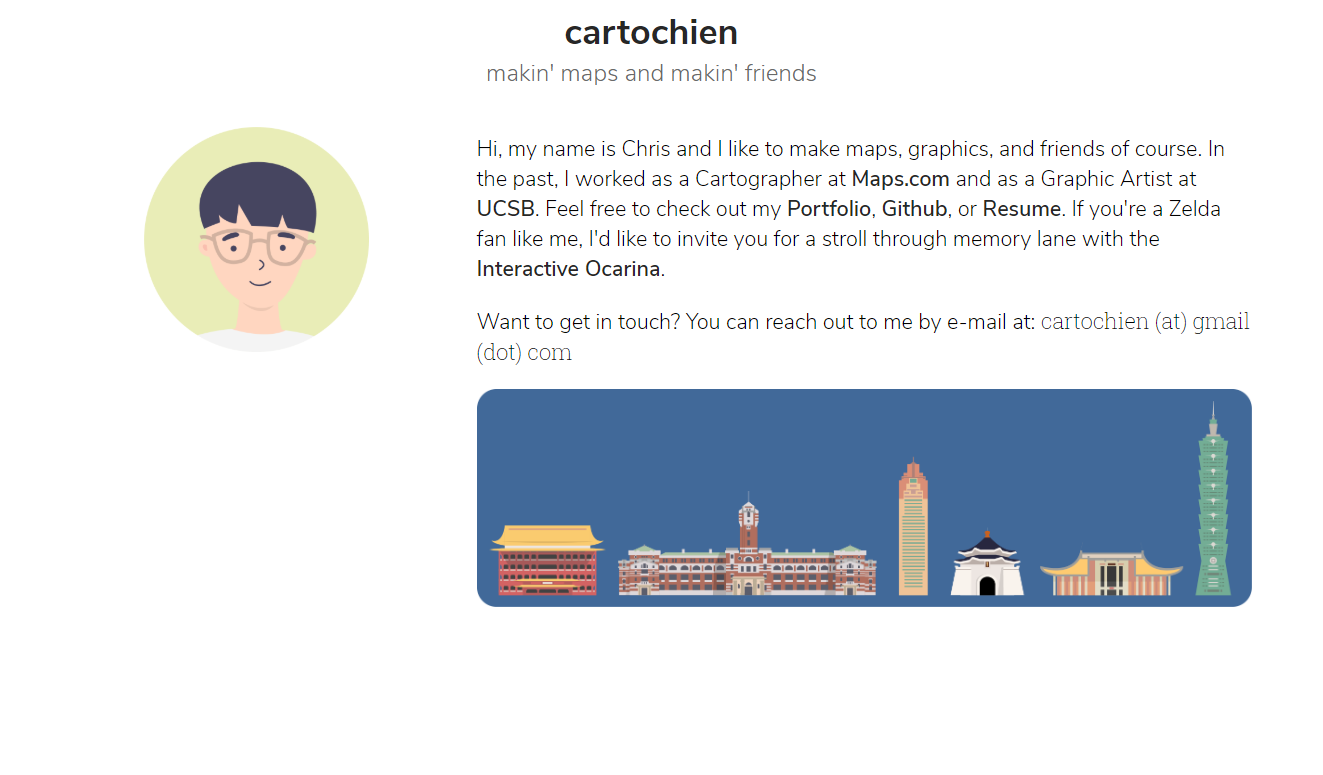 cartochien
makin' maps and makin' friends
Hi, my name is Chris and I like to make maps, graphics, and friends of course. In
the past, I worked as a Cartographer at Maps.com and as a Graphic Artist at
UCSB. Feel free to check out my Portfolio, Github, or Resume. If you're a Zelda
fan like me, I'd like to invite you for a stroll through memory lane with the
Interactive Ocarina.
Want to get in touch? You can reach out to me by e-mail at: cartochien (at) gmail
(dot) com